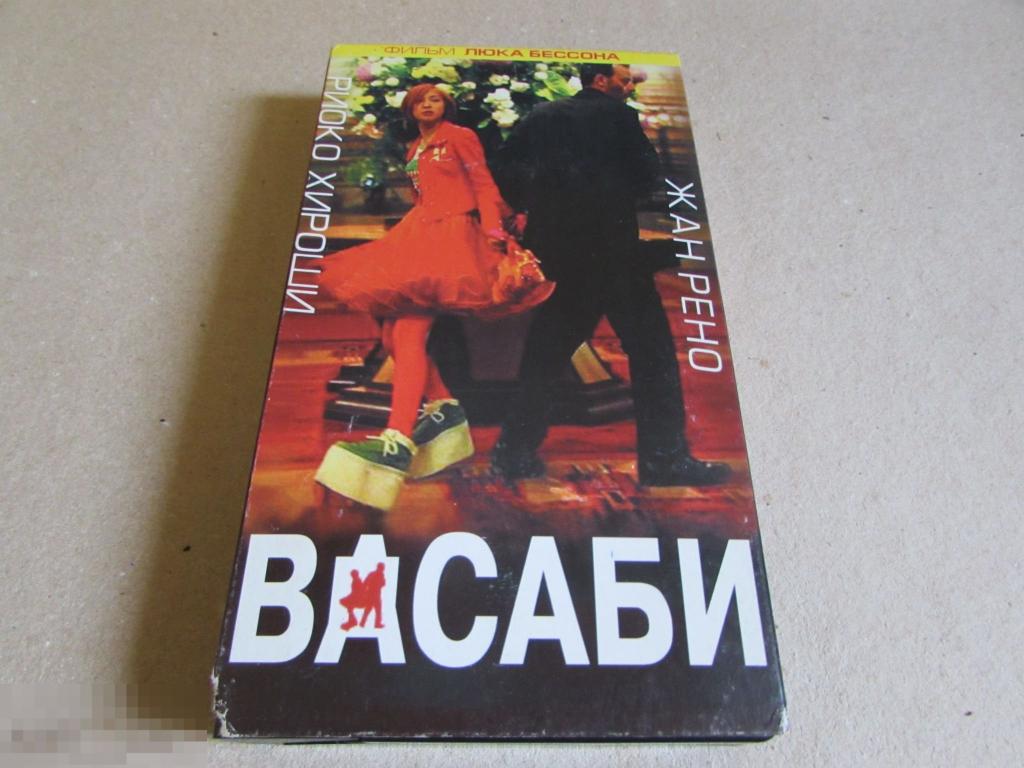 ФИЛЬМ ЛЮКА БЕССОНА
РИОКО ХИРОШИ
ЖАН РЕНО
ВАСАБИ